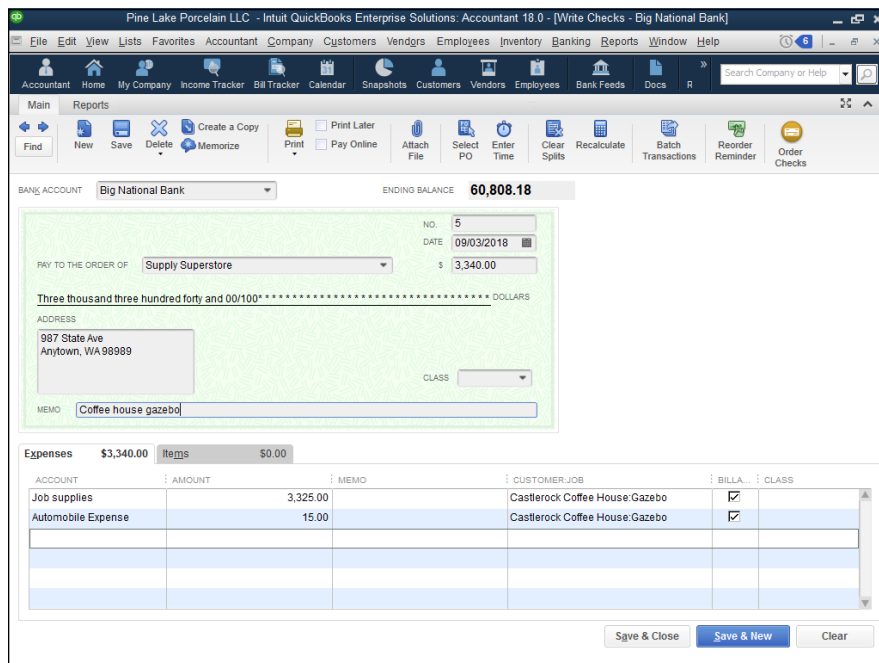 Pine Lake Porcelain LLC - Intuit QuickBooks Enterprise Solutions: Accountant 18.0 - [Write Checks - Big National Bank]
File Edit View Lists Favorites Accountant Company Customers Vendors Employees Inventory Banking Reports Window Help 6
Accountant Home My Company Income Tracker Bill Tracker Calendar Snapshots Customers Vendors Employees Bank Feeds Docs R » Search Company or Help
Main Reports
Find New Save Delete Create a Copy Memorize Print Print Later Pay Online Attach File Select PO Enter Time Clear Splits Recalculate Batch Transactions Reorder Reminder Order Checks
BANK ACCOUNT Big National Bank ENDING BALANCE 60,808.18
NO. 5
DATE 09/03/2018
PAY TO THE ORDER OF Supply Superstore $ 3,340.00
Three thousand three hundred forty and 00/100* * * * * * * * * * * * * * * * * * * * * * * * * * * * * * * * * * DOLLARS
ADDRESS
987 State Ave
Anytown, WA 98989
CLASS
MEMO Coffee house gazebo
Expenses $3,340.00 Items $0.00
ACCOUNT AMOUNT MEMO CUSTOMER:JOB BILLA... CLASS
Job supplies 3,325.00 Castlerock Coffee House:Gazebo
Automobile Expense 15.00 Castlerock Coffee House:Gazebo
Save & Close Save & New Clear